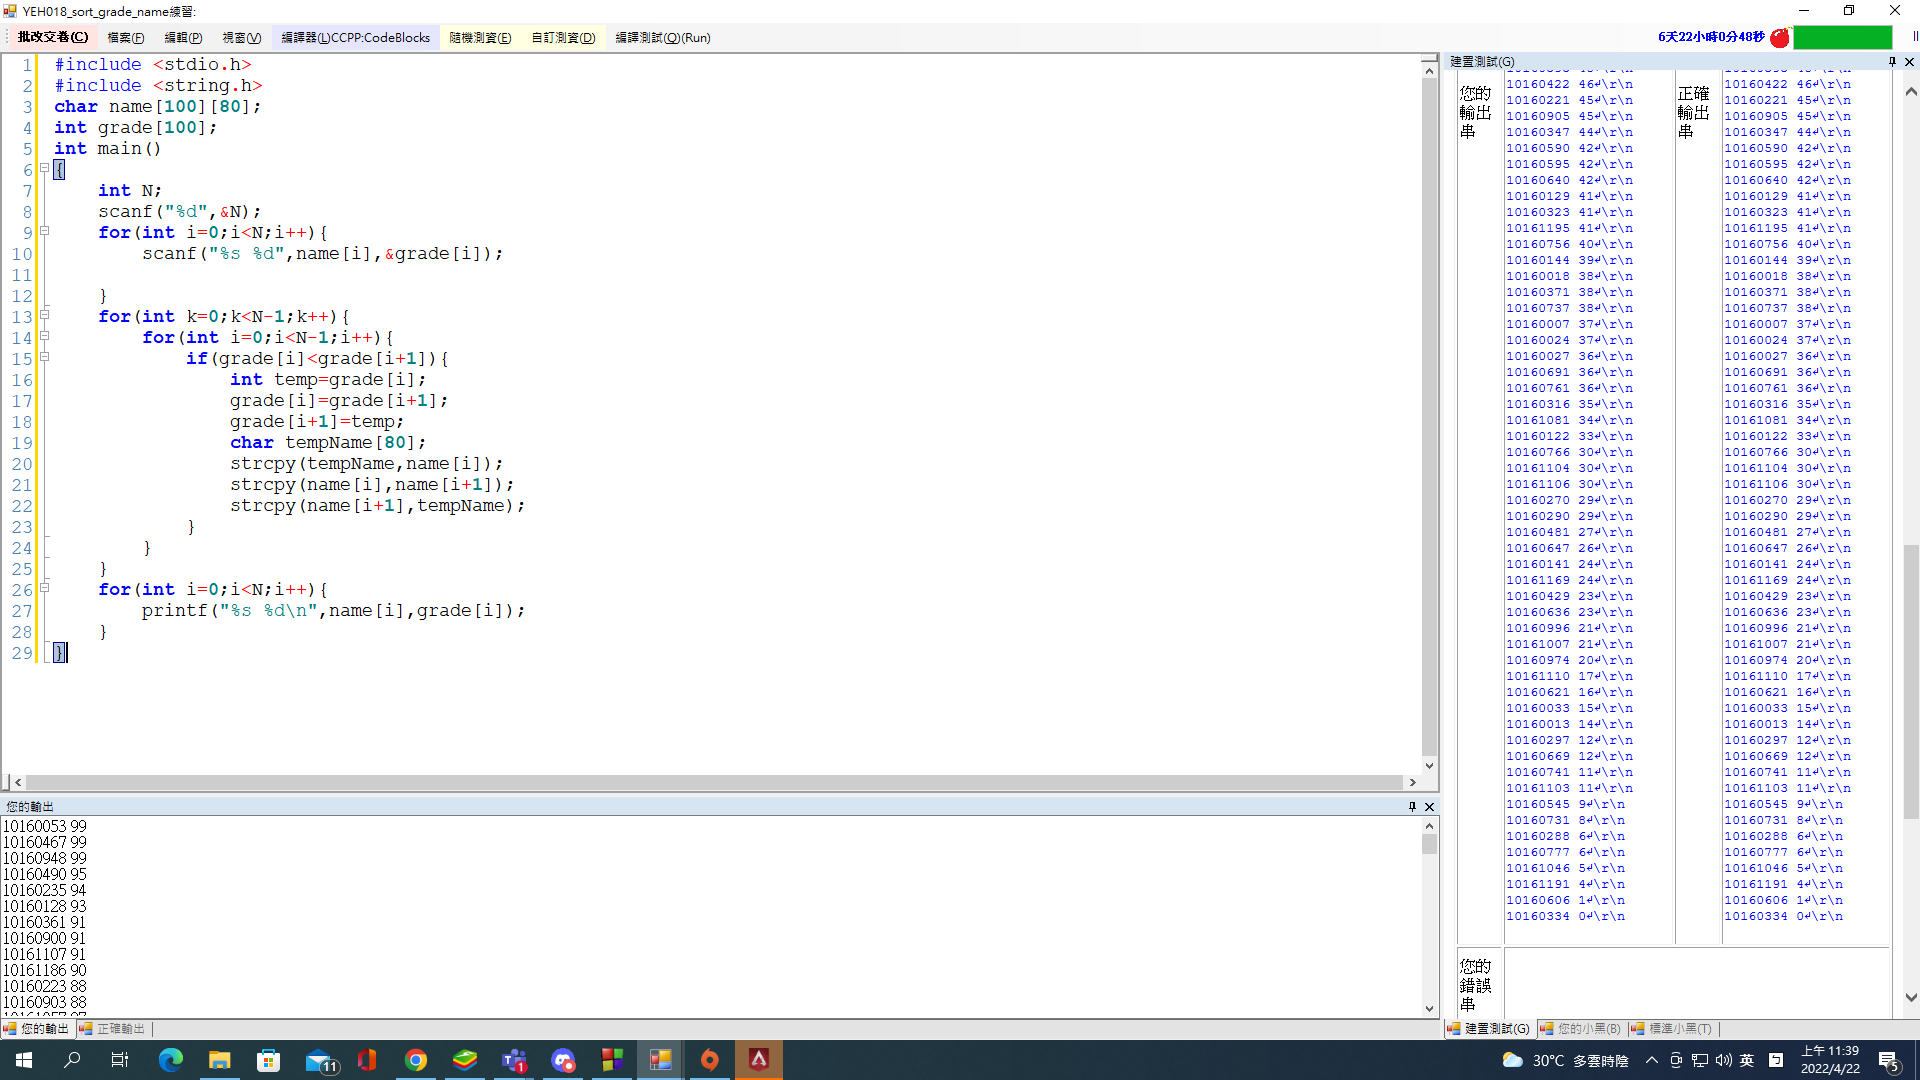 YEH018_sort_grade_name練習:
批改交卷(C) 檔案(F) 編輯(P) 視窗(V) 編譯器(L)CCPP:CodeBlocks 隨機測資(E) 自訂測資(D) 編譯測試(Q)(Run) 6天22小時0分48秒
1 #include <stdio.h>
2 #include <string.h>
3 char name[100][80];
4 int grade[100];
5 int main()
6 {
7 int N;
8 scanf("%d",&N);
9 for(int i=0;i<N;i++){
10 scanf("%s %d",name[i],&grade[i]);
11
12 }
13 for(int k=0;k<N-1;k++){
14 for(int i=0;i<N-1;i++){
15 if(grade[i]<grade[i+1]){
16 int temp=grade[i];
17 grade[i]=grade[i+1];
18 grade[i+1]=temp;
19 char tempName[80];
20 strcpy(tempName,name[i]);
21 strcpy(name[i],name[i+1]);
22 strcpy(name[i+1],tempName);
23 }
24 }
25 }
26 for(int i=0;i<N;i++){
27 printf("%s %d\n",name[i],grade[i]);
28 }
29 }
您的輸出
10160053 99
10160467 99
10160948 99
10160490 95
10160235 94
10160128 93
10160361 91
10160900 91
10161107 91
10161186 90
10160223 88
10160903 88
您的輸出 正確輸出
建置測試(G)
您的
輸出
串
10160422 46↵\r\n
10160221 45↵\r\n
10160905 45↵\r\n
10160347 44↵\r\n
10160590 42↵\r\n
10160595 42↵\r\n
10160640 42↵\r\n
10160129 41↵\r\n
10160323 41↵\r\n
10161195 41↵\r\n
10160756 40↵\r\n
10160144 39↵\r\n
10160018 38↵\r\n
10160371 38↵\r\n
10160737 38↵\r\n
10160007 37↵\r\n
10160024 37↵\r\n
10160027 36↵\r\n
10160691 36↵\r\n
10160761 36↵\r\n
10160316 35↵\r\n
10161081 34↵\r\n
10160122 33↵\r\n
10160766 30↵\r\n
10161104 30↵\r\n
10161106 30↵\r\n
10160270 29↵\r\n
10160290 29↵\r\n
10160481 27↵\r\n
10160647 26↵\r\n
10160141 24↵\r\n
10161169 24↵\r\n
10160429 23↵\r\n
10160636 23↵\r\n
10160996 21↵\r\n
10161007 21↵\r\n
10160974 20↵\r\n
10161110 17↵\r\n
10160621 16↵\r\n
10160033 15↵\r\n
10160013 14↵\r\n
10160297 12↵\r\n
10160669 12↵\r\n
10160741 11↵\r\n
10161103 11↵\r\n
10160545 9↵\r\n
10160731 8↵\r\n
10160288 6↵\r\n
10160777 6↵\r\n
10161046 5↵\r\n
10161191 4↵\r\n
10160606 1↵\r\n
10160334 0↵\r\n
正確
輸出
串
10160422 46↵\r\n
10160221 45↵\r\n
10160905 45↵\r\n
10160347 44↵\r\n
10160590 42↵\r\n
10160595 42↵\r\n
10160640 42↵\r\n
10160129 41↵\r\n
10160323 41↵\r\n
10161195 41↵\r\n
10160756 40↵\r\n
10160144 39↵\r\n
10160018 38↵\r\n
10160371 38↵\r\n
10160737 38↵\r\n
10160007 37↵\r\n
10160024 37↵\r\n
10160027 36↵\r\n
10160691 36↵\r\n
10160761 36↵\r\n
10160316 35↵\r\n
10161081 34↵\r\n
10160122 33↵\r\n
10160766 30↵\r\n
10161104 30↵\r\n
10161106 30↵\r\n
10160270 29↵\r\n
10160290 29↵\r\n
10160481 27↵\r\n
10160647 26↵\r\n
10160141 24↵\r\n
10161169 24↵\r\n
10160429 23↵\r\n
10160636 23↵\r\n
10160996 21↵\r\n
10161007 21↵\r\n
10160974 20↵\r\n
10161110 17↵\r\n
10160621 16↵\r\n
10160033 15↵\r\n
10160013 14↵\r\n
10160297 12↵\r\n
10160669 12↵\r\n
10160741 11↵\r\n
10161103 11↵\r\n
10160545 9↵\r\n
10160731 8↵\r\n
10160288 6↵\r\n
10160777 6↵\r\n
10161046 5↵\r\n
10161191 4↵\r\n
10160606 1↵\r\n
10160334 0↵\r\n
您的
錯誤
串
建置測試(G) 您的小黑(B) 標準小黑(T)
11 1 30°C 多雲時陰 英 上午 11:39
2022/4/22 5